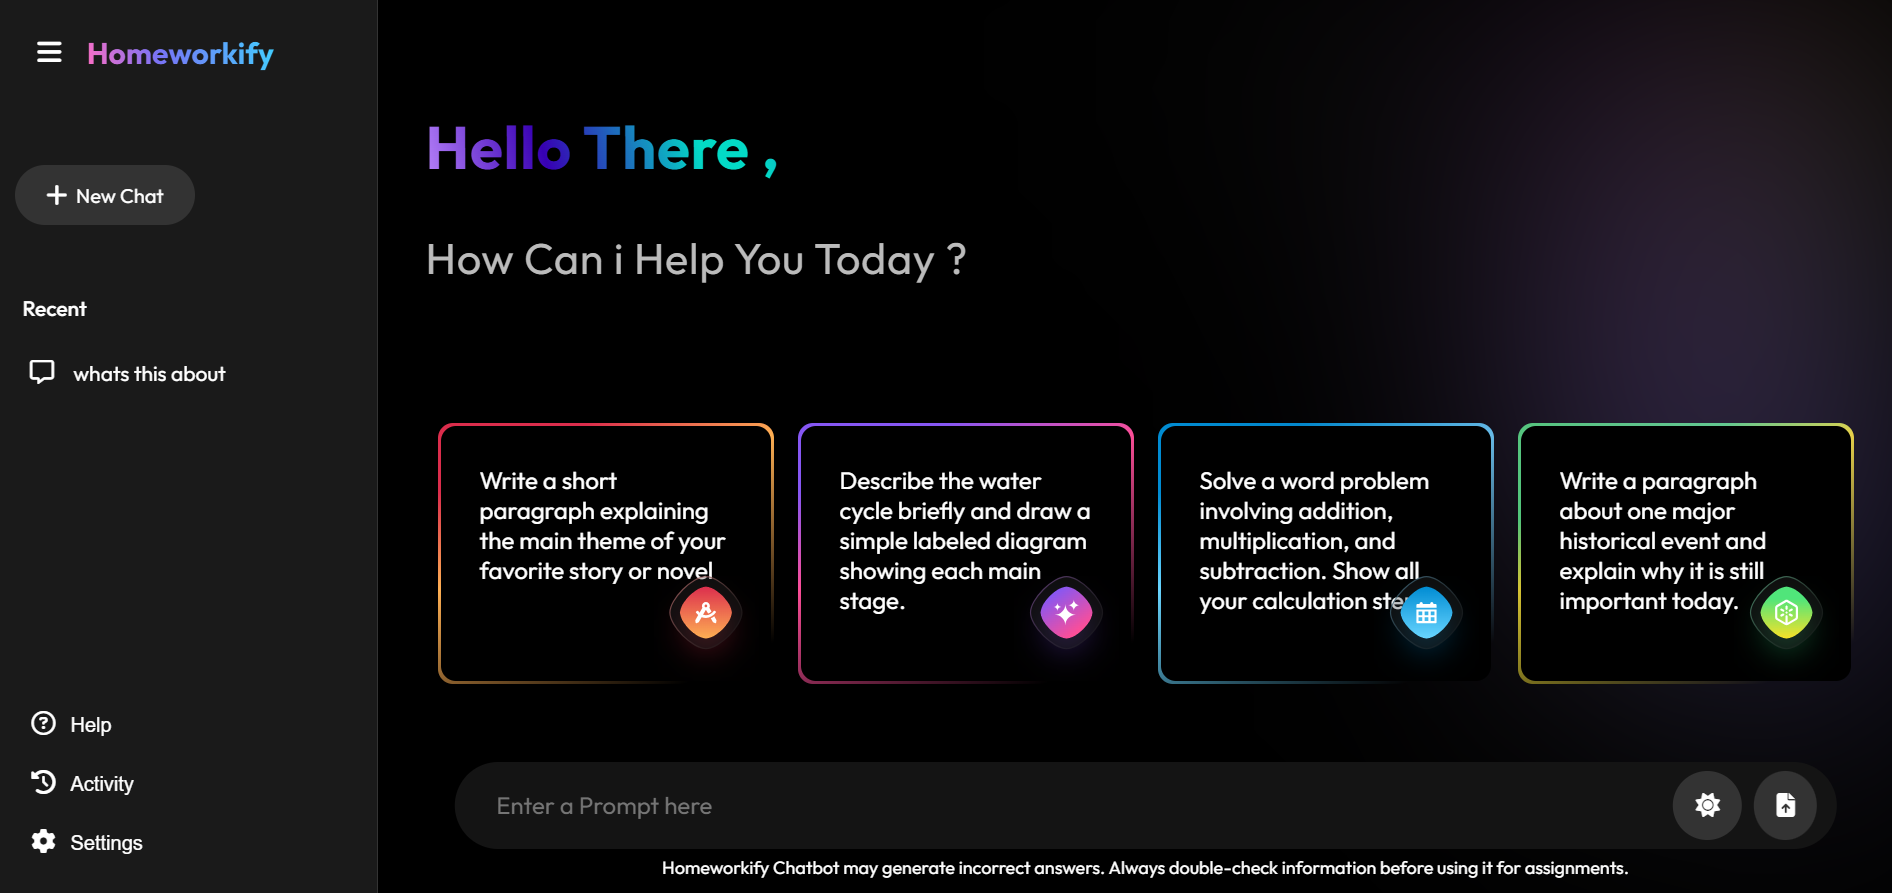 Homeworkify
New Chat
Recent
whats this about
Help
Activity
Settings
Hello There ,
How Can i Help You Today ?
Write a short
paragraph explaining
the main theme of your
favorite story or novel
Describe the water
cycle briefly and draw a
simple labeled diagram
showing each main
stage.
Solve a word problem
involving addition,
multiplication, and
subtraction. Show all
your calculation
Write a paragraph
about one major
historical event and
explain why it is still
important today.
Enter a Prompt here
Homeworkify Chatbot may generate incorrect answers. Always double-check information before using it for assignments.